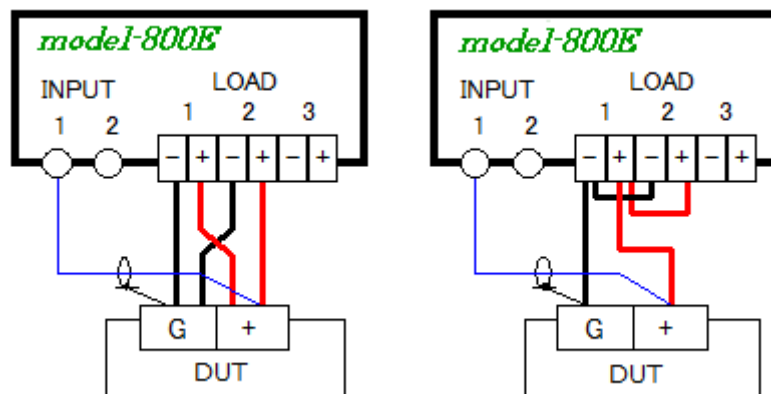 model-800E
INPUT
LOAD
1 2
1 2 3
- + - + - +
G +
DUT
model-800E
INPUT
LOAD
1 2
1 2 3
- + - + - +
G +
DUT